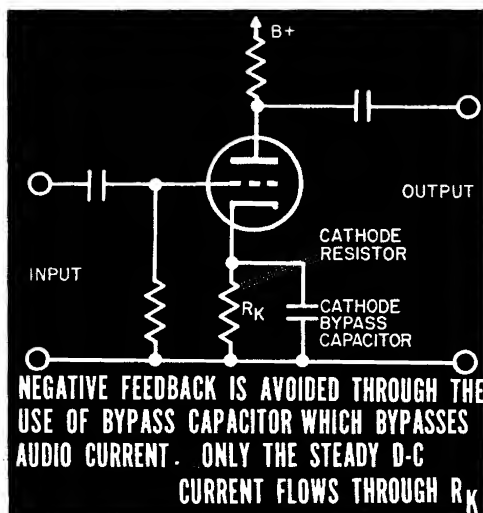 B+
OUTPUT
CATHODE
RESISTOR
INPUT
RK
CATHODE
BYPASS
CAPACITOR
NEGATIVE FEEDBACK IS AVOIDED THROUGH THE
USE OF BYPASS CAPACITOR WHICH BYPASSES
AUDIO CURRENT. ONLY THE STEADY D-C
CURRENT FLOWS THROUGH RK